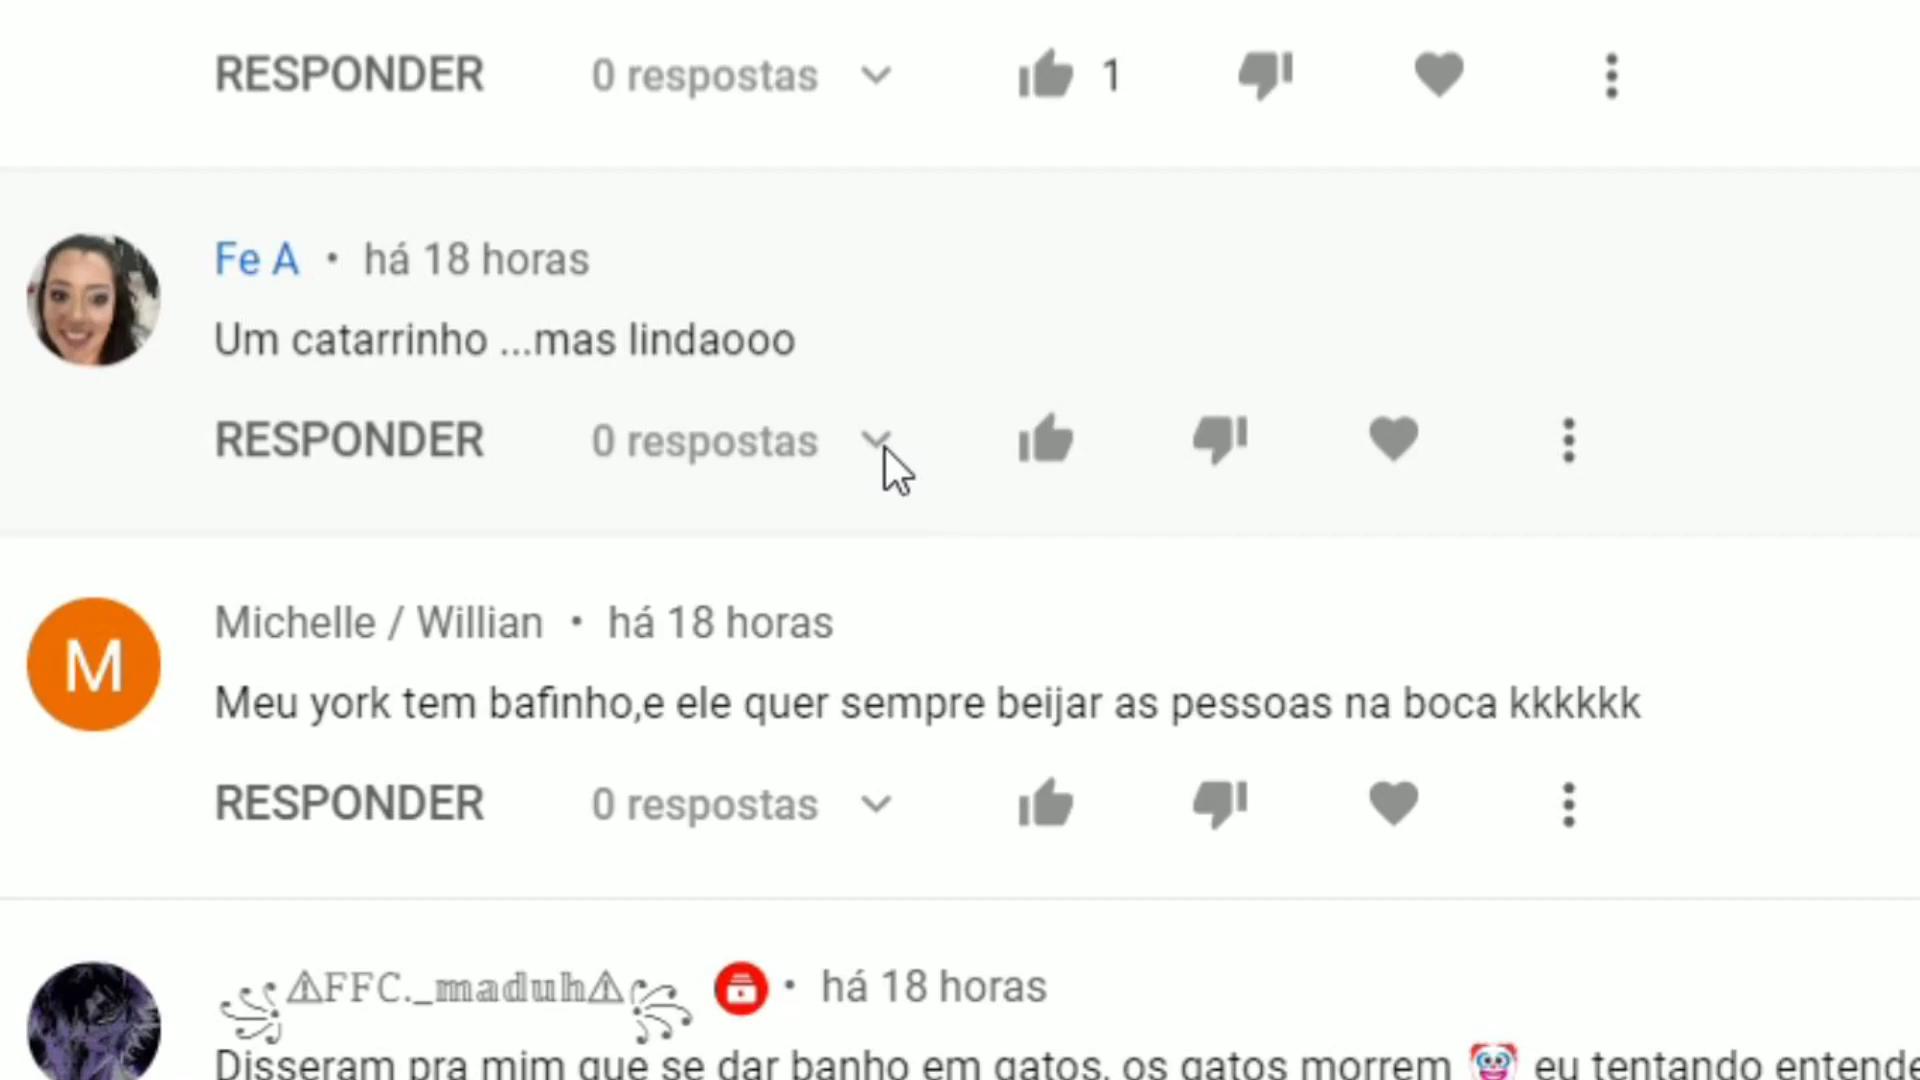 RESPONDER 0 respostas 1
Fe A • há 18 horas
Um catarrinho ...mas lindaooo
RESPONDER 0 respostas
M
Michelle / Willian • há 18 horas
Meu york tem bafinho,e ele quer sempre beijar as pessoas na boca kkkkkk
RESPONDER 0 respostas
꧁⚠FFC._𝕞𝕒𝕕𝕦𝕙⚠꧂ • há 18 horas
Disseram pra mim que se dar banho em gatos, os gatos morrem 🤡 eu tentando entende